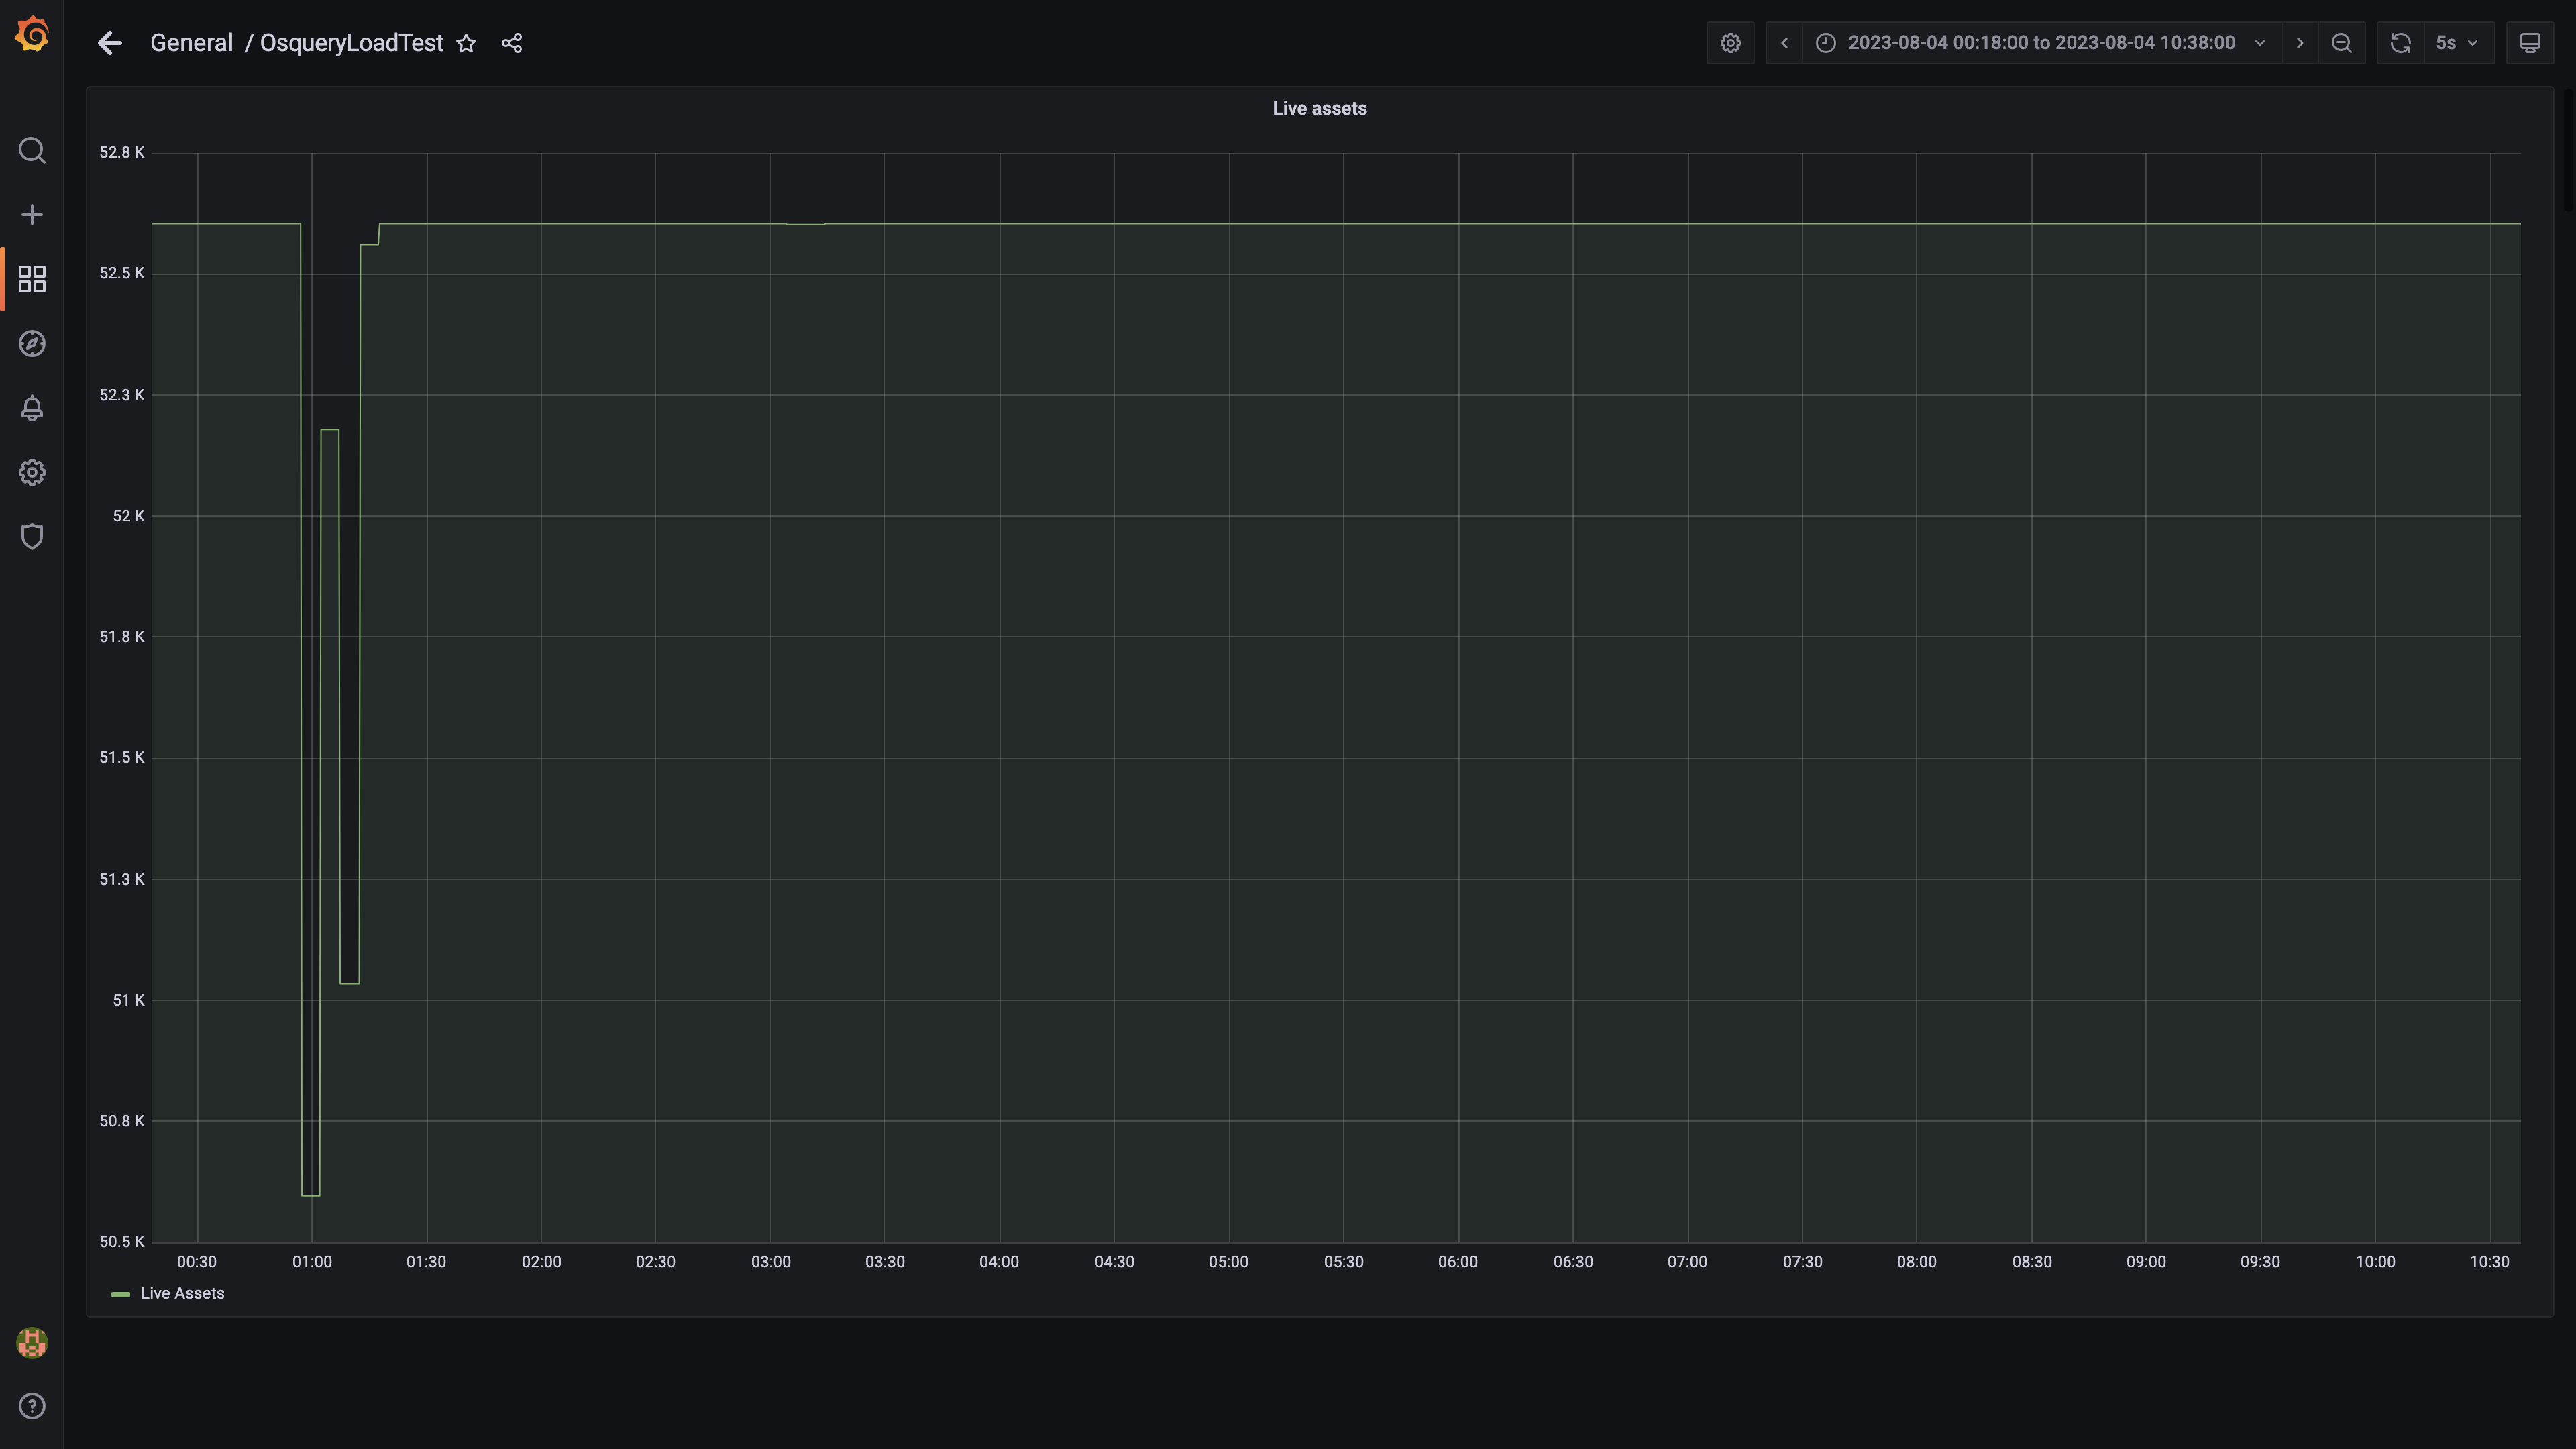 General / OsqueryLoadTest
2023-08-04 00:18:00 to 2023-08-04 10:38:00
5s
Live assets
52.8 K
52.5 K
52.3 K
52 K
51.8 K
51.5 K
51.3 K
51 K
50.8 K
50.5 K
00:30 01:00 01:30 02:00 02:30 03:00 03:30 04:00 04:30 05:00 05:30 06:00 06:30 07:00 07:30 08:00 08:30 09:00 09:30 10:00 10:30
Live Assets